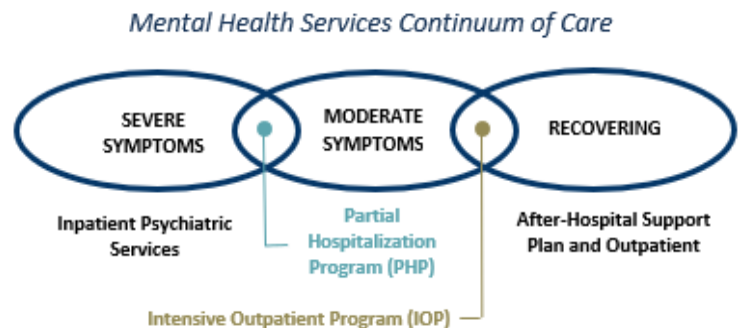 Mental Health Services Continuum of Care
SEVERE
SYMPTOMS
MODERATE
SYMPTOMS
RECOVERING
Inpatient Psychiatric
Services
Partial
Hospitalization
Program (PHP)
After-Hospital Support
Plan and Outpatient
Intensive Outpatient Program (IOP)